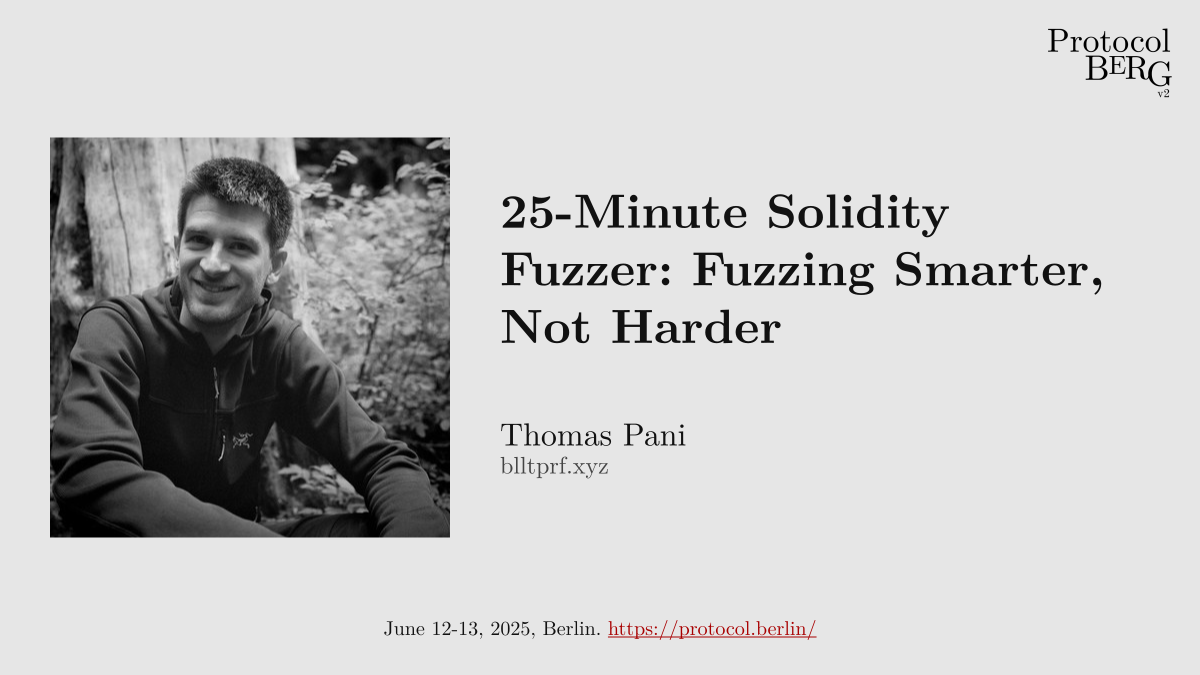 Protocol
BERG
v2
25-Minute Solidity
Fuzzer: Fuzzing Smarter,
Not Harder
Thomas Pani
blltprf.xyz
June 12-13, 2025, Berlin. https://protocol.berlin/